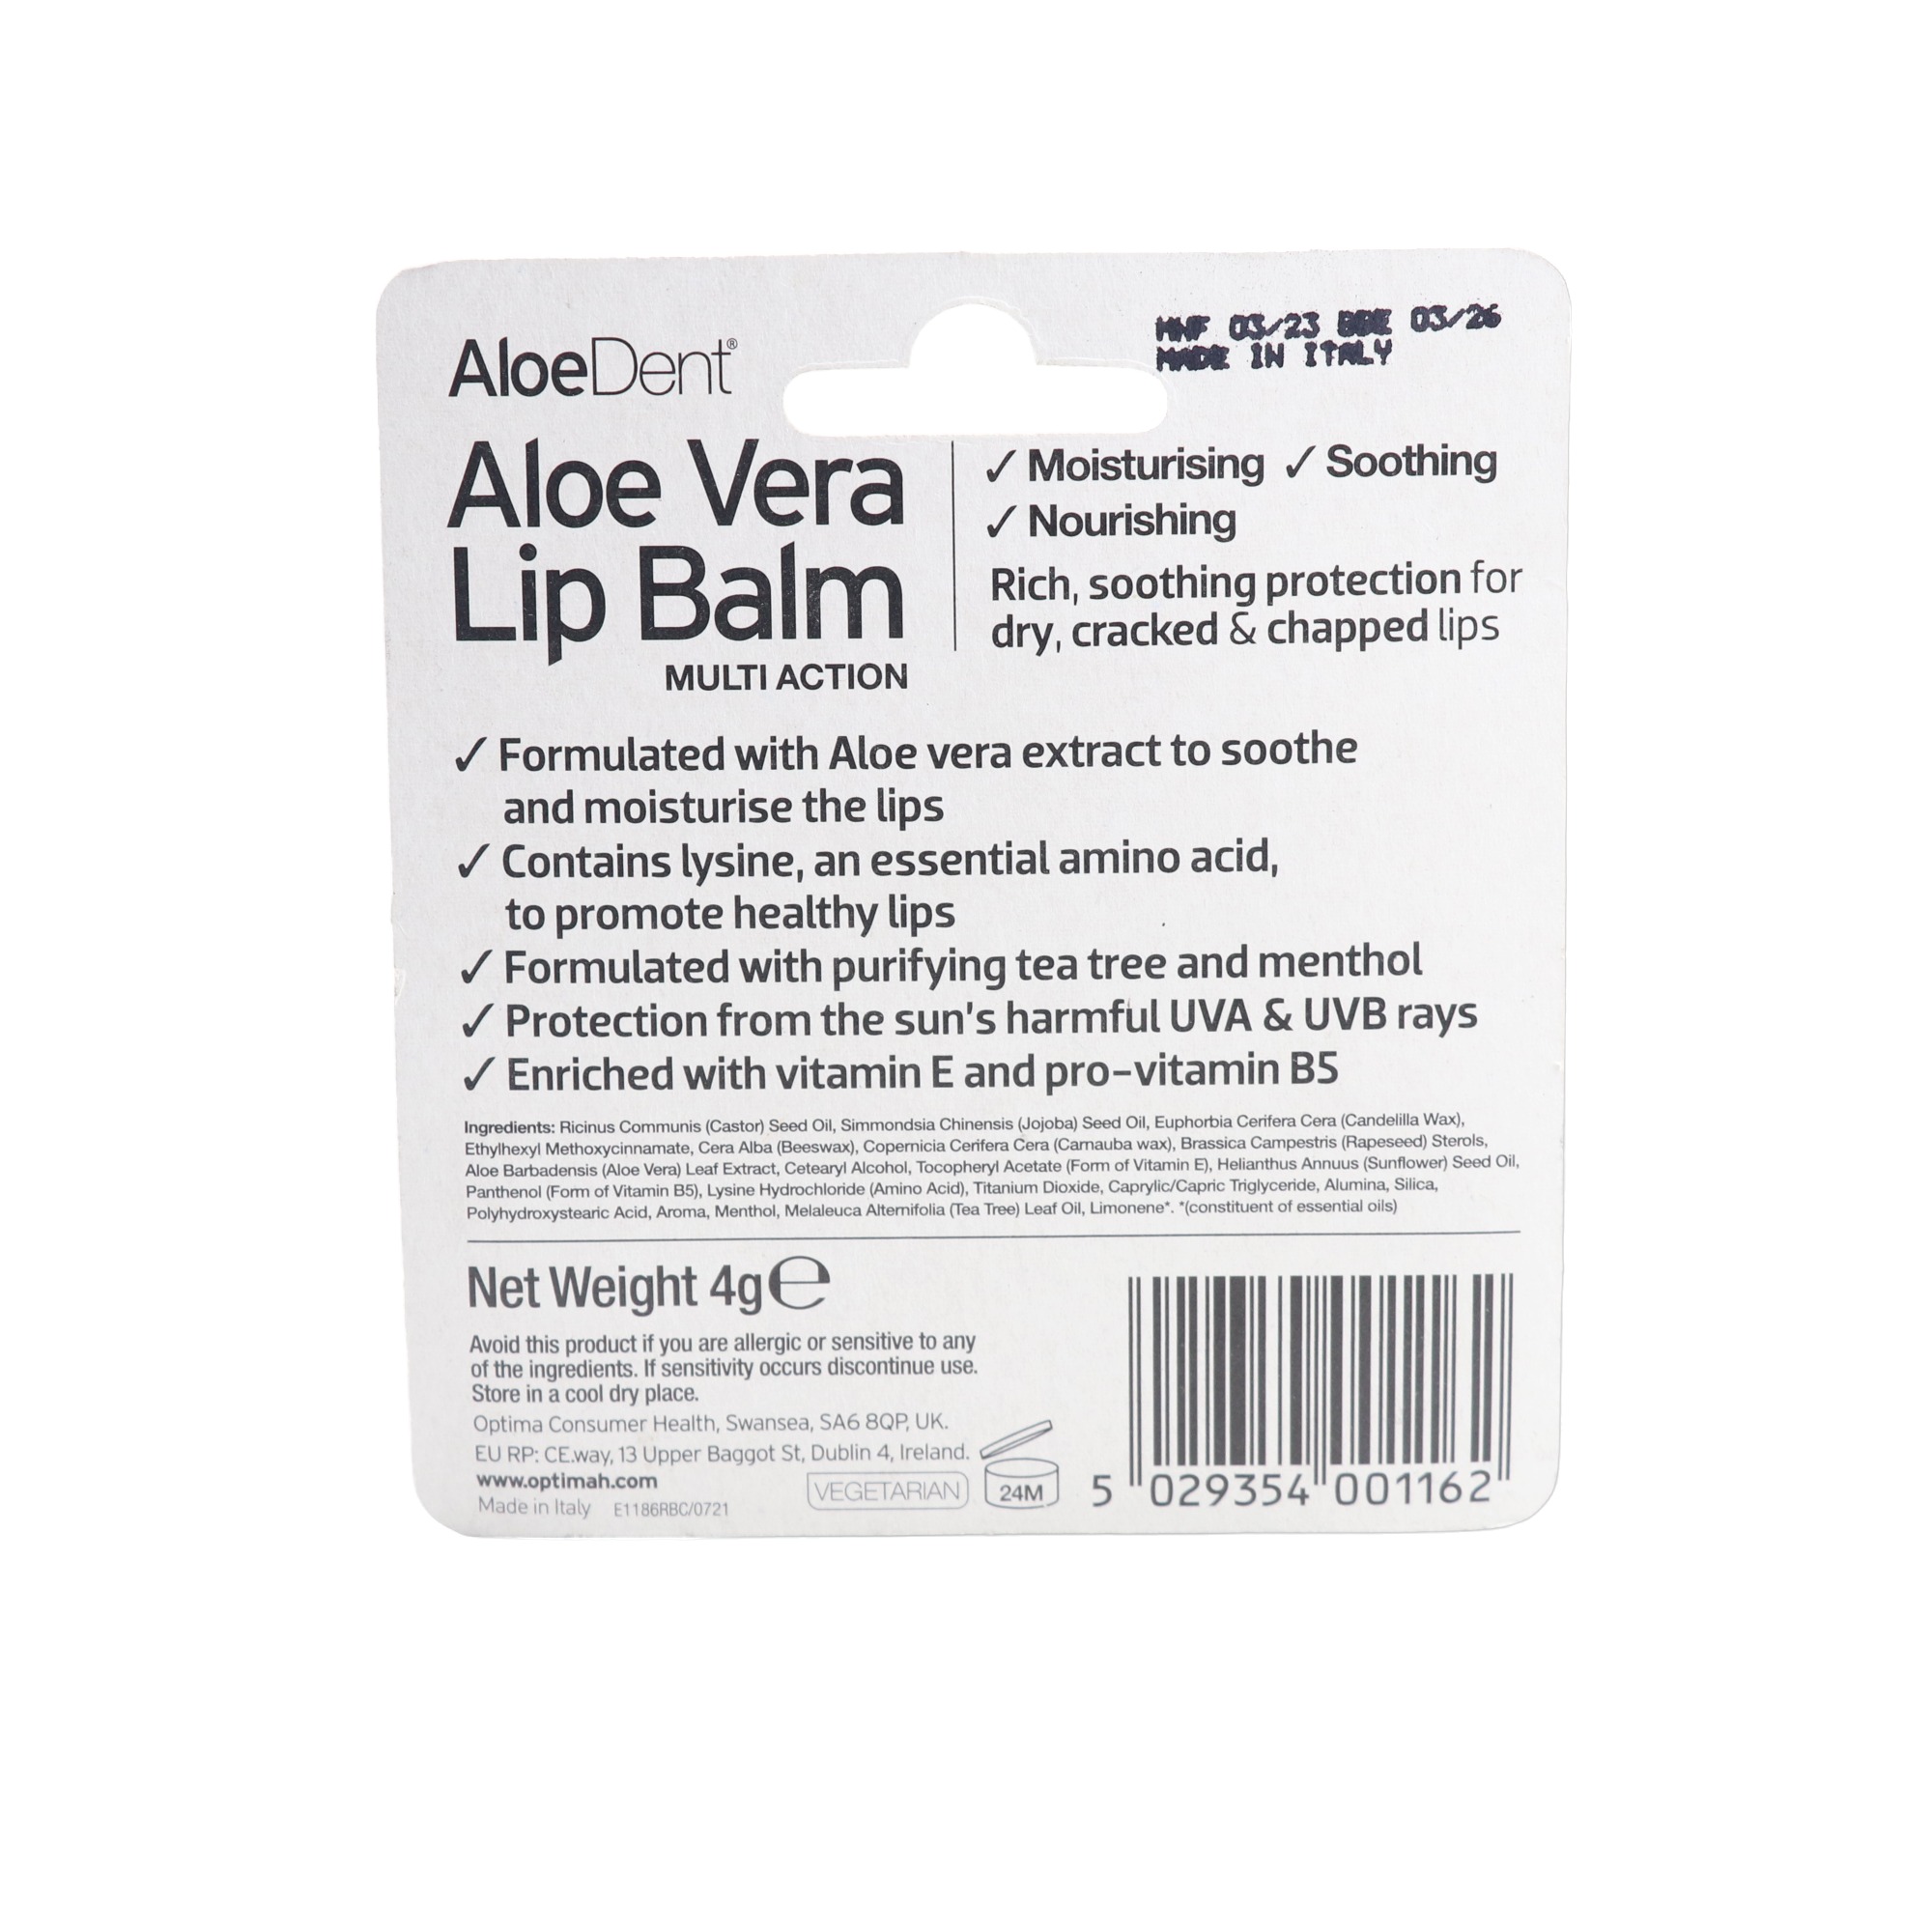 MNF 03/23 BBE 03/26
MADE IN ITALY
AloeDent®
Aloe Vera
Lip Balm
MULTI ACTION
✓ Moisturising ✓ Soothing
✓ Nourishing
Rich, soothing protection for
dry, cracked & chapped lips
✓ Formulated with Aloe vera extract to soothe
and moisturise the lips
✓ Contains lysine, an essential amino acid,
to promote healthy lips
✓ Formulated with purifying tea tree and menthol
✓ Protection from the sun's harmful UVA & UVB rays
✓ Enriched with vitamin E and pro-vitamin B5
Ingredients: Ricinus Communis (Castor) Seed Oil, Simmondsia Chinensis (Jojoba) Seed Oil, Euphorbia Cerifera Cera (Candelilla Wax),
Ethylhexyl Methoxycinnamate, Cera Alba (Beeswax), Copernicia Cerifera Cera (Carnauba wax), Brassica Campestris (Rapeseed) Sterols,
Aloe Barbadensis (Aloe Vera) Leaf Extract, Cetearyl Alcohol, Tocopheryl Acetate (Form of Vitamin E), Helianthus Annuus (Sunflower) Seed Oil,
Panthenol (Form of Vitamin B5), Lysine Hydrochloride (Amino Acid), Titanium Dioxide, Caprylic/Capric Triglyceride, Alumina, Silica,
Polyhydroxystearic Acid, Aroma, Menthol, Melaleuca Alternifolia (Tea Tree) Leaf Oil, Limonene*. *(constituent of essential oils)
Net Weight 4g e
Avoid this product if you are allergic or sensitive to any
of the ingredients. If sensitivity occurs discontinue use.
Store in a cool dry place.
Optima Consumer Health, Swansea, SA6 8QP, UK.
EU RP: CE.way, 13 Upper Baggot St, Dublin 4, Ireland.
www.optimah.com
Made in Italy E1186RBC/0721
VEGETARIAN
24M
5 029354 001162